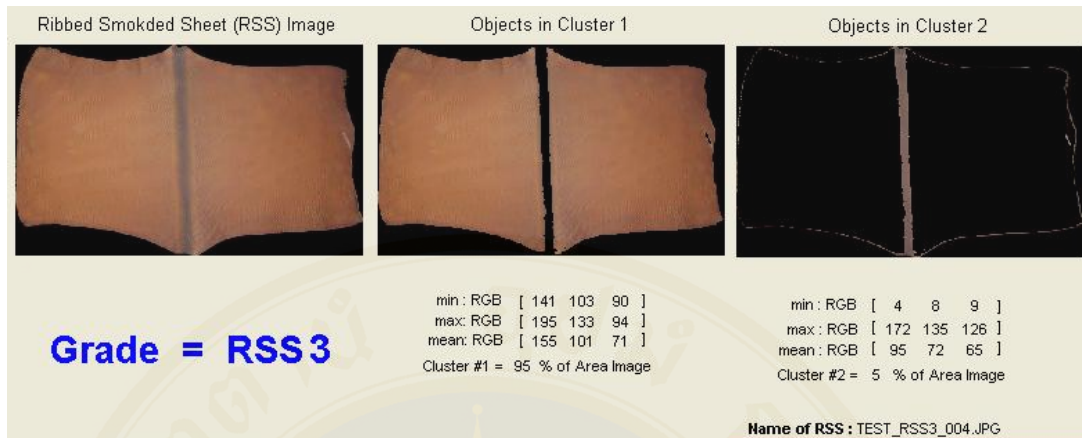 Ribbed Smokded Sheet (RSS) Image
Objects in Cluster 1
Objects in Cluster 2
min : RGB [ 141 103 90 ]
max: RGB [ 195 133 94 ]
mean: RGB [ 155 101 71 ]
Cluster #1 = 95 % of Area Image
min : RGB [ 4 8 9 ]
max : RGB [ 172 135 126 ]
mean : RGB [ 95 72 65 ]
Cluster #2 = 5 % of Area Image
Grade = RSS3
Name of RSS : TEST_RSS3_004.JPG